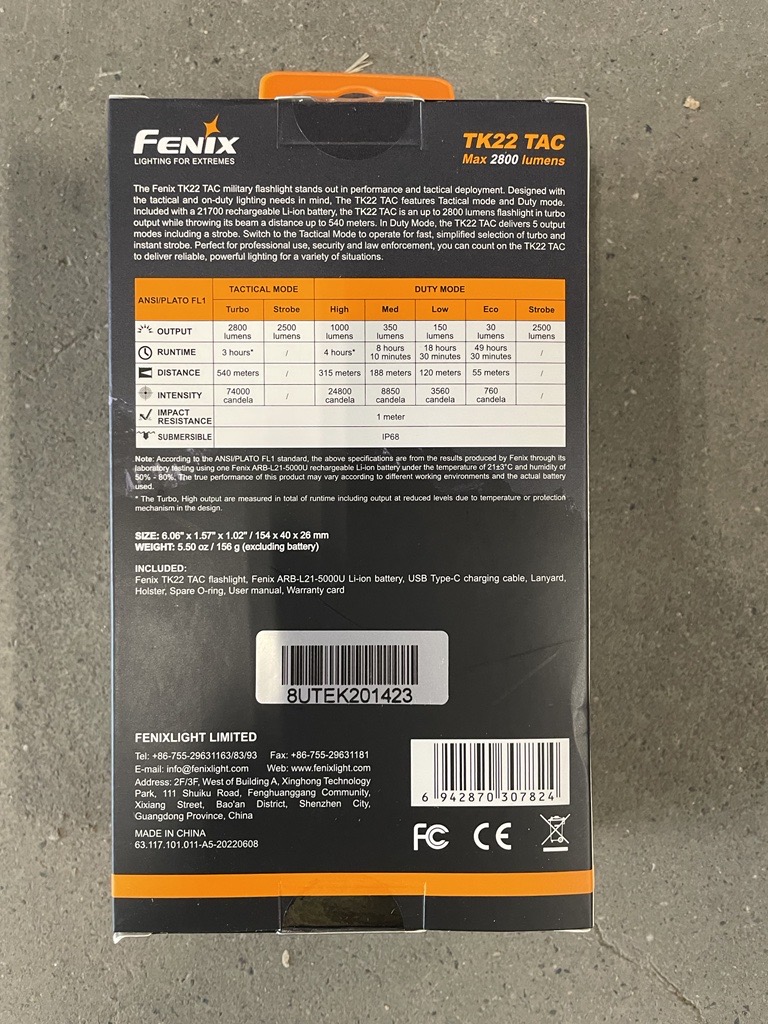 FENIX
LIGHTING FOR EXTREMES
TK22 TAC
Max 2800 lumens
The Fenix TK22 TAC military flashlight stands out in performance and tactical deployment. Designed with
the tactical and on-duty lighting needs in mind, The TK22 TAC features Tactical mode and Duty mode.
Included with a 21700 rechargeable Li-ion battery, the TK22 TAC is an up to 2800 lumens flashlight in turbo
output while throwing its beam a distance up to 540 meters. In Duty Mode, the TK22 TAC delivers 5 output
modes including a strobe. Switch to the Tactical Mode to operate for fast, simplified selection of turbo and
instant strobe. Perfect for professional use, security and law enforcement, you can count on the TK22 TAC
to deliver reliable, powerful lighting for a variety of situations.
ANSI/PLATO FL1 TACTICAL MODE DUTY MODE
Turbo Strobe High Med Low Eco Strobe
OUTPUT 2800 lumens 2500 lumens 1000 lumens 350 lumens 150 lumens 30 lumens 2500 lumens
RUNTIME 3 hours* / 4 hours* 8 hours 10 minutes 18 hours 30 minutes 49 hours 30 minutes /
DISTANCE 540 meters / 315 meters 188 meters 120 meters 55 meters /
INTENSITY 74000 candela / 24800 candela 8850 candela 3560 candela 760 candela /
IMPACT RESISTANCE 1 meter
SUBMERSIBLE IP68
Note: According to the ANSI/PLATO FL1 standard, the above specifications are from the results produced by Fenix through its
laboratory testing using one Fenix ARB-L21-5000U rechargeable Li-ion battery under the temperature of 21±3°C and humidity of
50% - 80%. The true performance of this product may vary according to different working environments and the actual battery
used.
* The Turbo, High output are measured in total of runtime including output at reduced levels due to temperature or protection
mechanism in the design.
SIZE: 6.06" x 1.57" x 1.02" / 154 x 40 x 26 mm
WEIGHT: 5.50 oz / 156 g (excluding battery)
INCLUDED:
Fenix TK22 TAC flashlight, Fenix ARB-L21-5000U Li-ion battery, USB Type-C charging cable, Lanyard,
Holster, Spare O-ring, User manual, Warranty card
8UTEK201423
FENIXLIGHT LIMITED
Tel: +86-755-29631163/83/93 Fax: +86-755-29631181
E-mail: info@fenixlight.com Web: www.fenixlight.com
Address: 2F/3F, West of Building A, Xinghong Technology
Park, 111 Shuiku Road, Fenghuanggang Community,
Xixiang Street, Bao'an District, Shenzhen City,
Guangdong Province, China
MADE IN CHINA
63.117.101.011-A5-20220608
6 942870 307824
FC CE